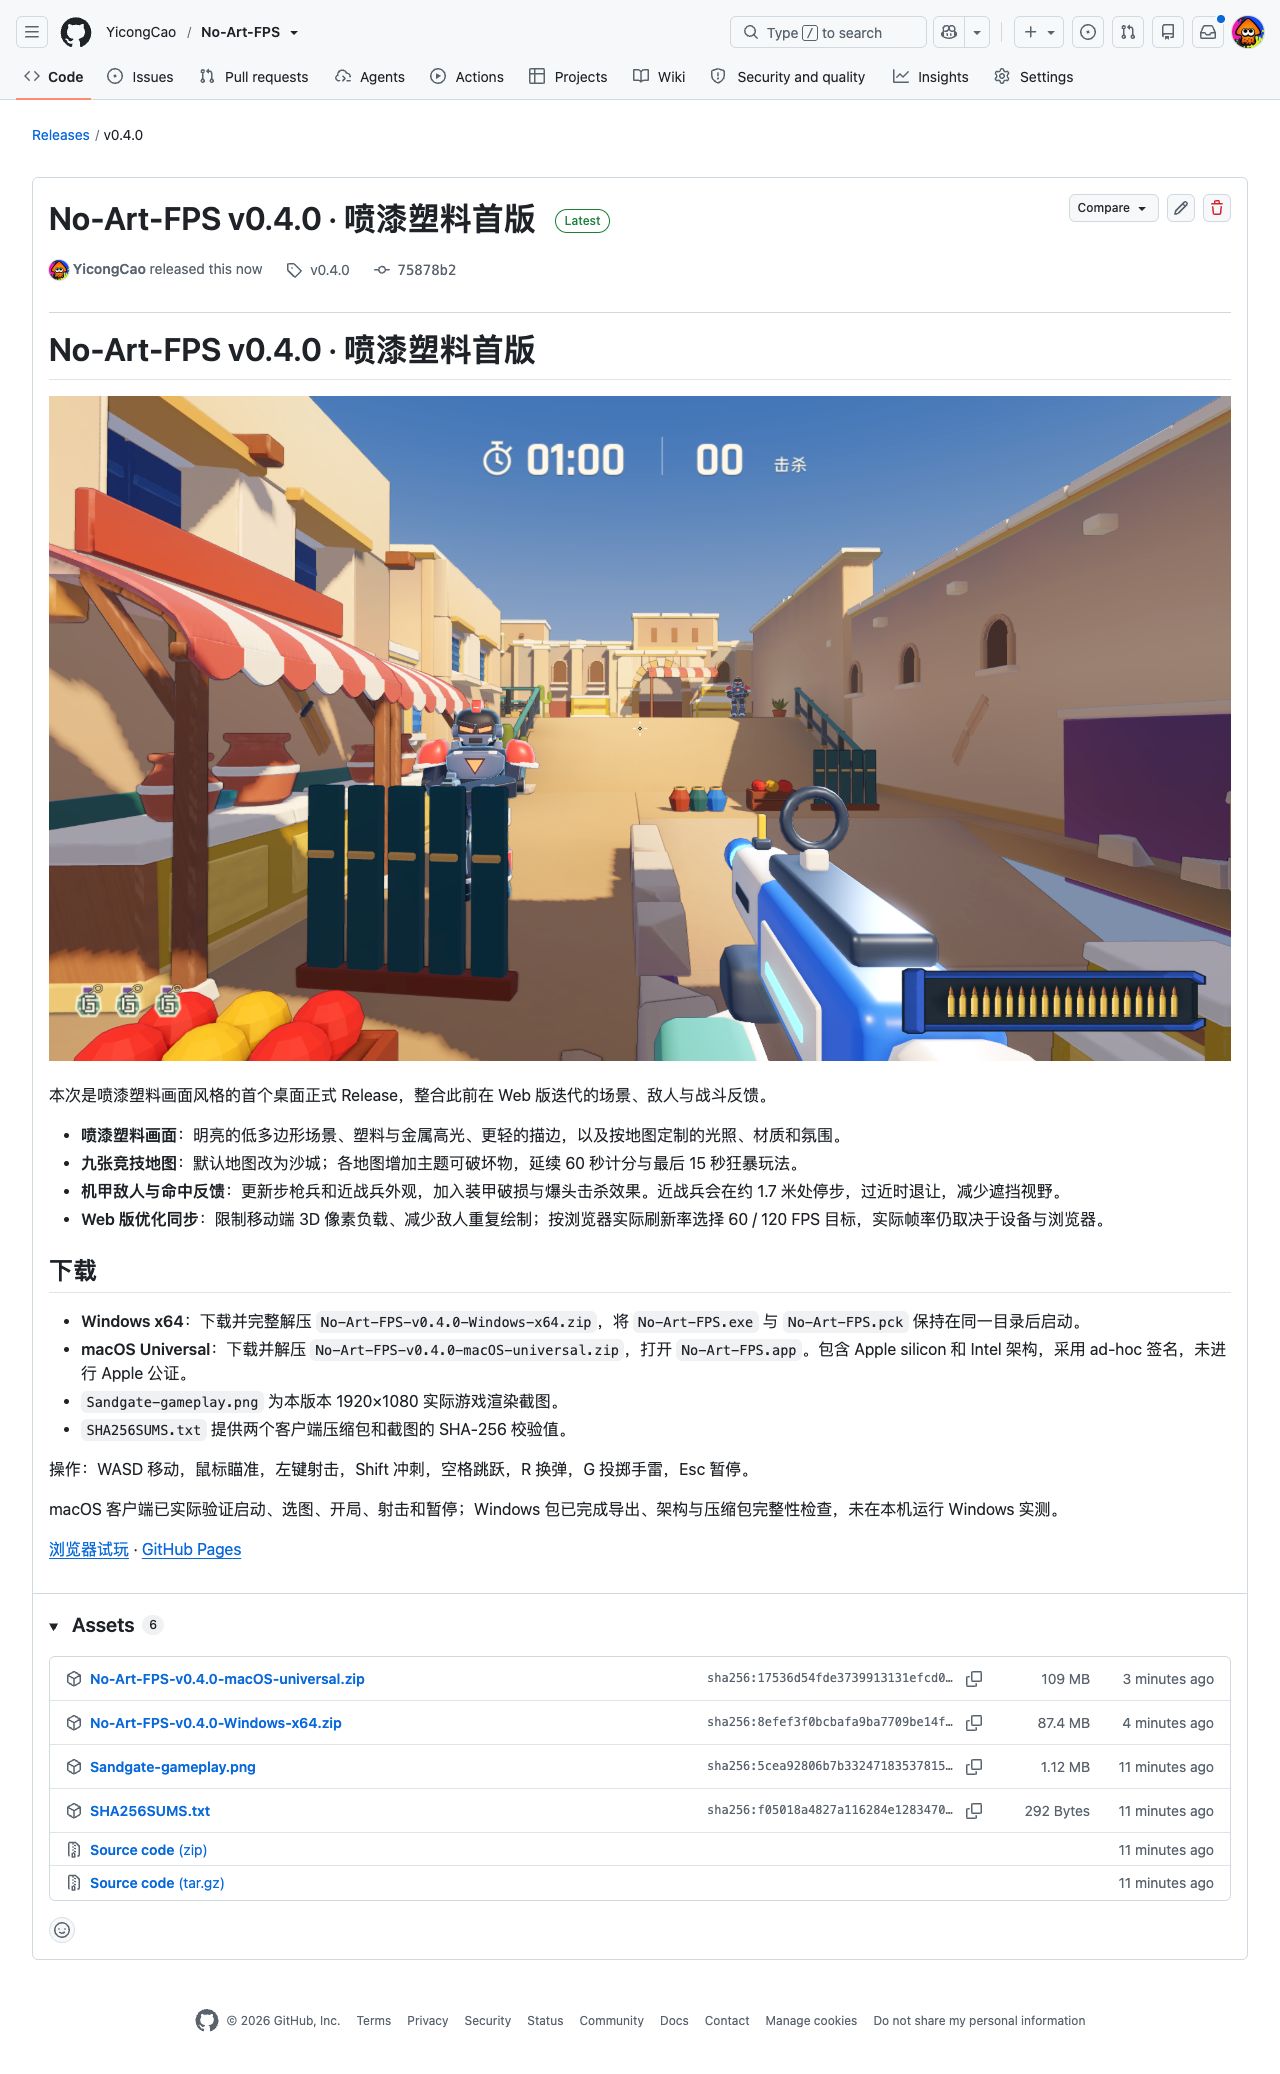 YicongCao / No-Art-FPS
Type / to search
Code Issues Pull requests Agents Actions Projects Wiki Security and quality Insights Settings
Releases / v0.4.0
No-Art-FPS v0.4.0 · 喷漆塑料首版 Latest
Compare
YicongCao released this now v0.4.0 75878b2
No-Art-FPS v0.4.0 · 喷漆塑料首版
01:00 00 击杀
本次是喷漆塑料画面风格的首个桌面正式 Release，整合此前在 Web 版迭代的场景、敌人与战斗反馈。
• 喷漆塑料画面：明亮的低多边形场景、塑料与金属高光、更轻的描边，以及按地图定制的光照、材质和氛围。
• 九张竞技地图：默认地图改为沙城；各地图增加主题可破坏物，延续 60 秒计分与最后 15 秒狂暴玩法。
• 机甲敌人与命中反馈：更新步枪兵和近战兵外观，加入装甲破损与爆头击杀效果。近战兵会在约 1.7 米处停步，过近时退让，减少遮挡视野。
• Web 版优化同步：限制移动端 3D 像素负载、减少敌人重复绘制；按浏览器实际刷新率选择 60 / 120 FPS 目标，实际帧率仍取决于设备与浏览器。
下载
• Windows x64：下载并完整解压 No-Art-FPS-v0.4.0-Windows-x64.zip，将 No-Art-FPS.exe 与 No-Art-FPS.pck 保持在同一目录后启动。
• macOS Universal：下载并解压 No-Art-FPS-v0.4.0-macOS-universal.zip，打开 No-Art-FPS.app。包含 Apple silicon 和 Intel 架构，采用 ad-hoc 签名，未进
行 Apple 公证。
• Sandgate-gameplay.png 为本版本 1920×1080 实际游戏渲染截图。
• SHA256SUMS.txt 提供两个客户端压缩包和截图的 SHA-256 校验值。
操作：WASD 移动，鼠标瞄准，左键射击，Shift 冲刺，空格跳跃，R 换弹，G 投掷手雷，Esc 暂停。
macOS 客户端已实际验证启动、选图、开局、射击和暂停；Windows 包已完成导出、架构与压缩包完整性检查，未在本机运行 Windows 实测。
浏览器试玩 · GitHub Pages
Assets 6
No-Art-FPS-v0.4.0-macOS-universal.zip sha256:17536d54fde3739913131efcd0… 109 MB 3 minutes ago
No-Art-FPS-v0.4.0-Windows-x64.zip sha256:8efef3f0bcbafa9ba7709be14f… 87.4 MB 4 minutes ago
Sandgate-gameplay.png sha256:5cea92806b7b33247183537815… 1.12 MB 11 minutes ago
SHA256SUMS.txt sha256:f05018a4827a116284e1283470… 292 Bytes 11 minutes ago
Source code (zip) 11 minutes ago
Source code (tar.gz) 11 minutes ago
© 2026 GitHub, Inc. Terms Privacy Security Status Community Docs Contact Manage cookies Do not share my personal information